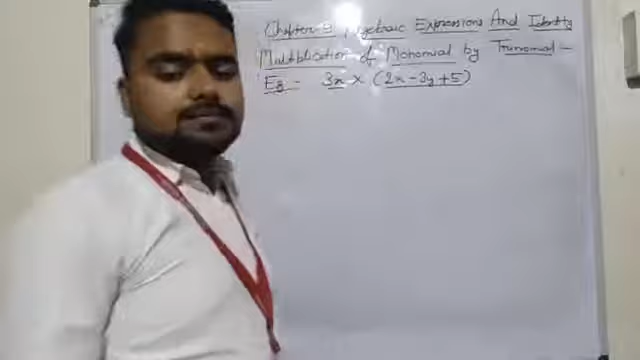 Chapter-9 Algebraic Expressions And Identity
Multiplication of Monomial by Trinomial -
Eg - 3x × (2x-3y+5)